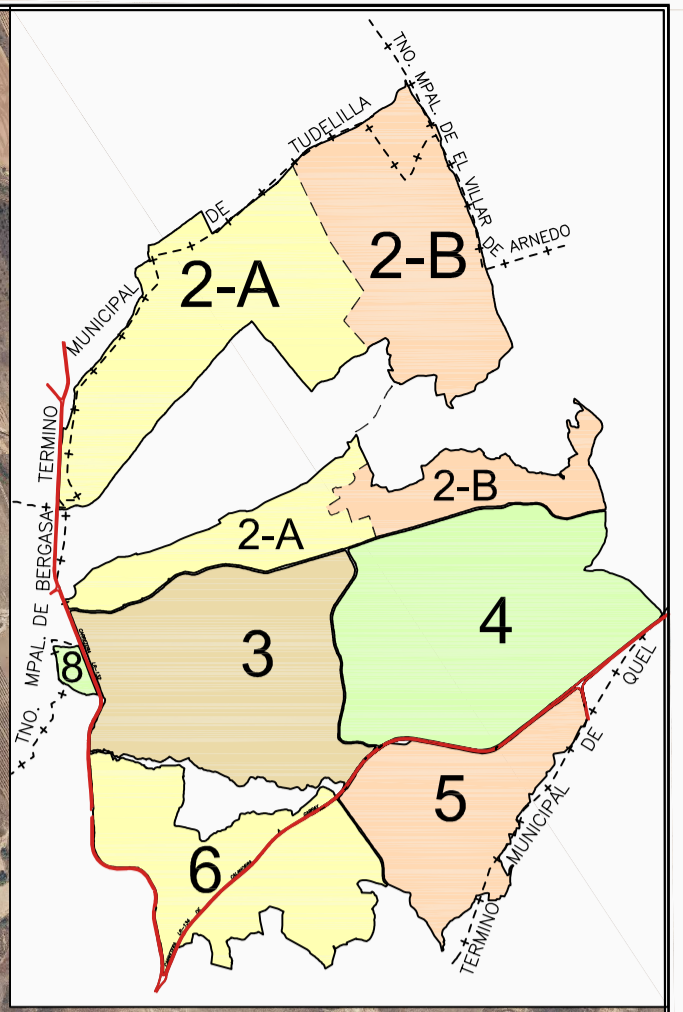 TNO. MPAL. DE EL VILLAR DE ARNEDO
TERMINO MUNICIPAL DE TUDELILLA
2-B
2-A
2-B
2-A
TNO. MPAL. DE BERGASA
4
3
8
TERMINO MUNICIPAL DE QUEL
5
6